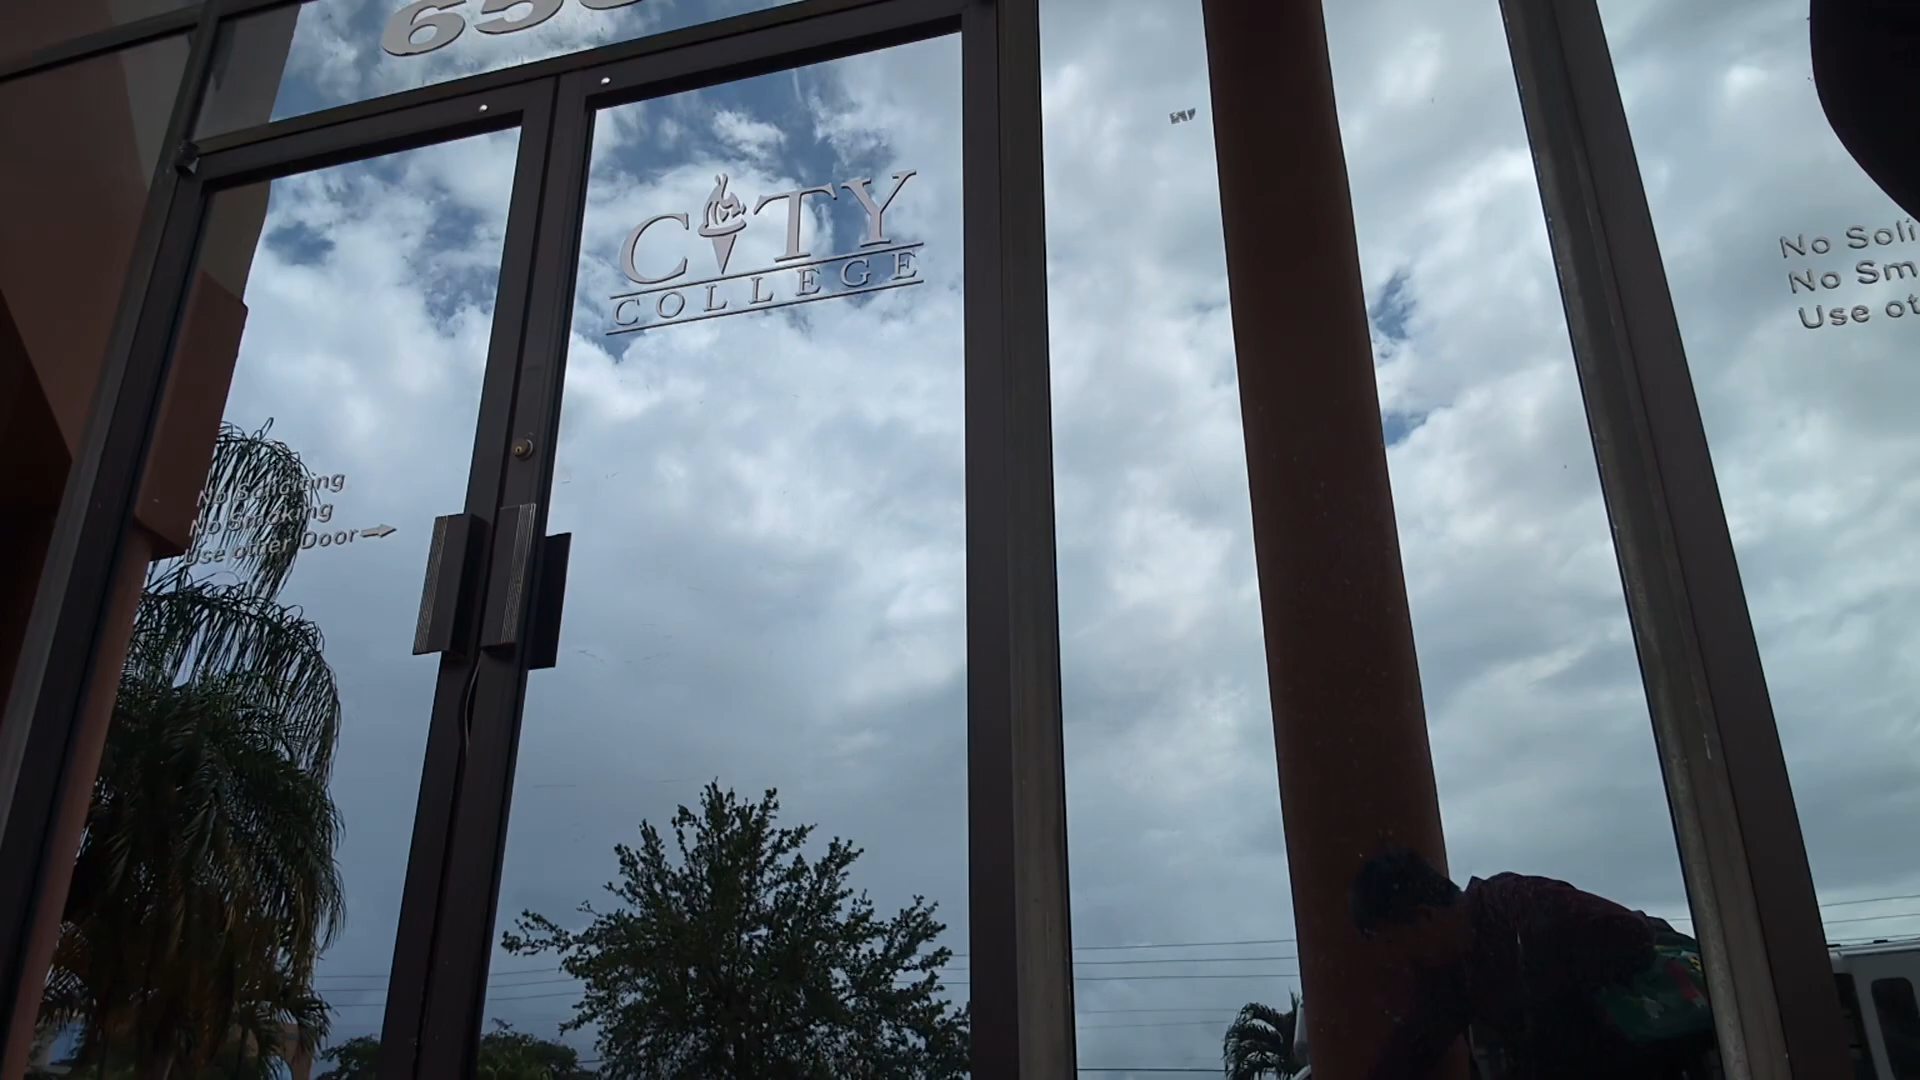 CITY
COLLEGE
No Soliciting
No Smoking
Use other Door
No Soli
No Sm
Use ot